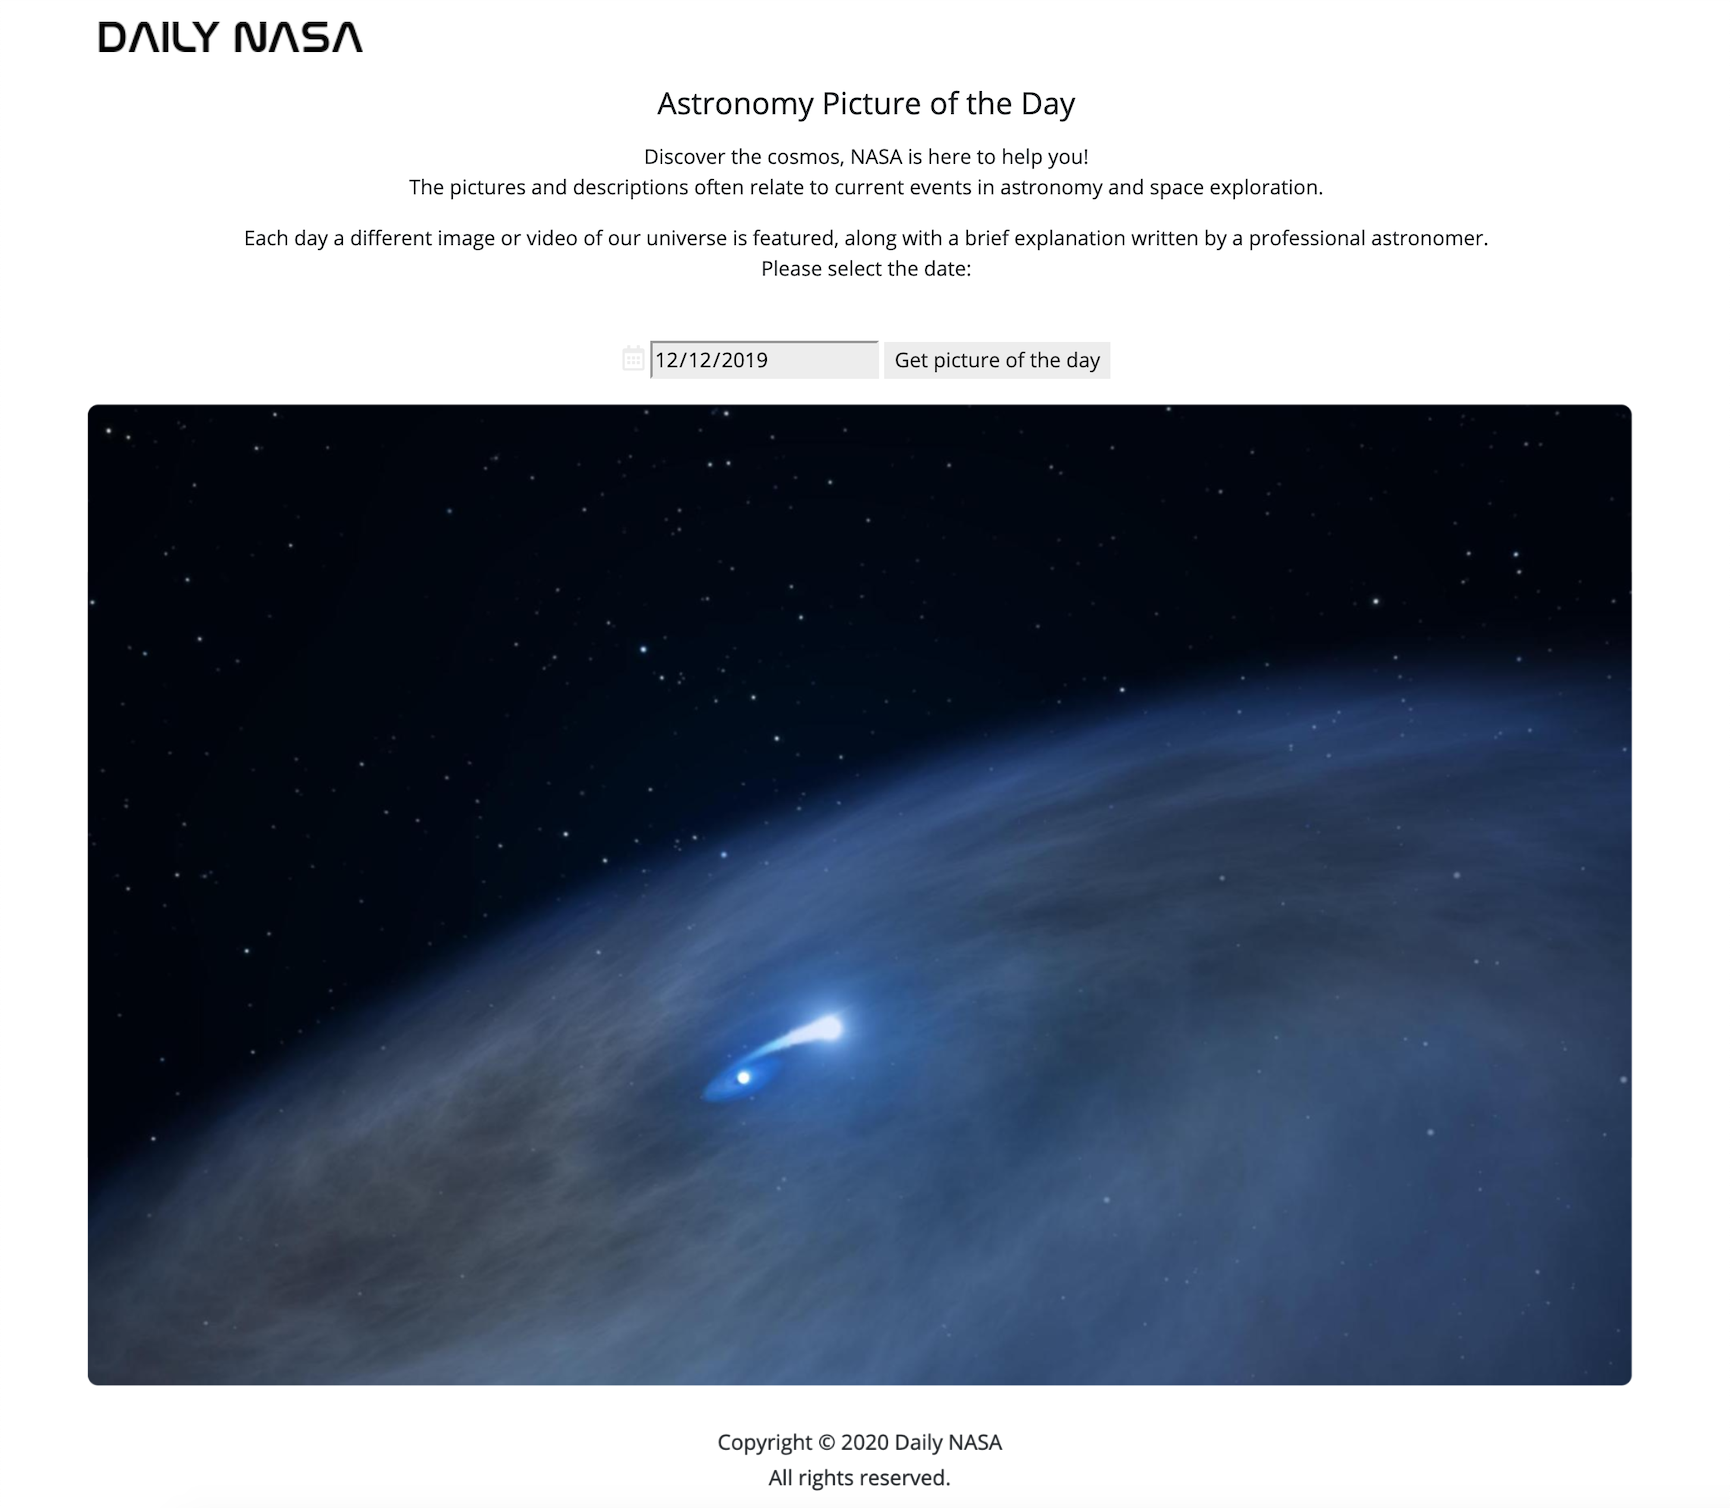 DAILY NASA
Astronomy Picture of the Day
Discover the cosmos, NASA is here to help you!
The pictures and descriptions often relate to current events in astronomy and space exploration.
Each day a different image or video of our universe is featured, along with a brief explanation written by a professional astronomer.
Please select the date:
12/12/2019 Get picture of the day
Copyright © 2020 Daily NASA
All rights reserved.